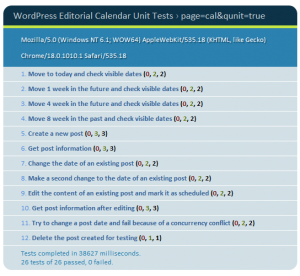 WordPress Editorial Calendar Unit Tests › page=cal&qunit=true
Mozilla/5.0 (Windows NT 6.1; WOW64) AppleWebKit/535.18 (KHTML, like Gecko)
Chrome/18.0.1010.1 Safari/535.18
1. Move to today and check visible dates (0, 2, 2)
2. Move 1 week in the future and check visible dates (0, 2, 2)
3. Move 4 week in the future and check visible dates (0, 2, 2)
4. Move 8 week in the past and check visible dates (0, 2, 2)
5. Create a new post (0, 3, 3)
6. Get post information (0, 3, 3)
7. Change the date of an existing post (0, 2, 2)
8. Make a second change to the date of an existing post (0, 2, 2)
9. Edit the content of an existing post and mark it as scheduled (0, 2, 2)
10. Get post information after editing (0, 3, 3)
11. Try to change a post date and fail because of a concurrency conflict (0, 2, 2)
12. Delete the post created for testing (0, 1, 1)
Tests completed in 38627 milliseconds.
26 tests of 26 passed, 0 failed.